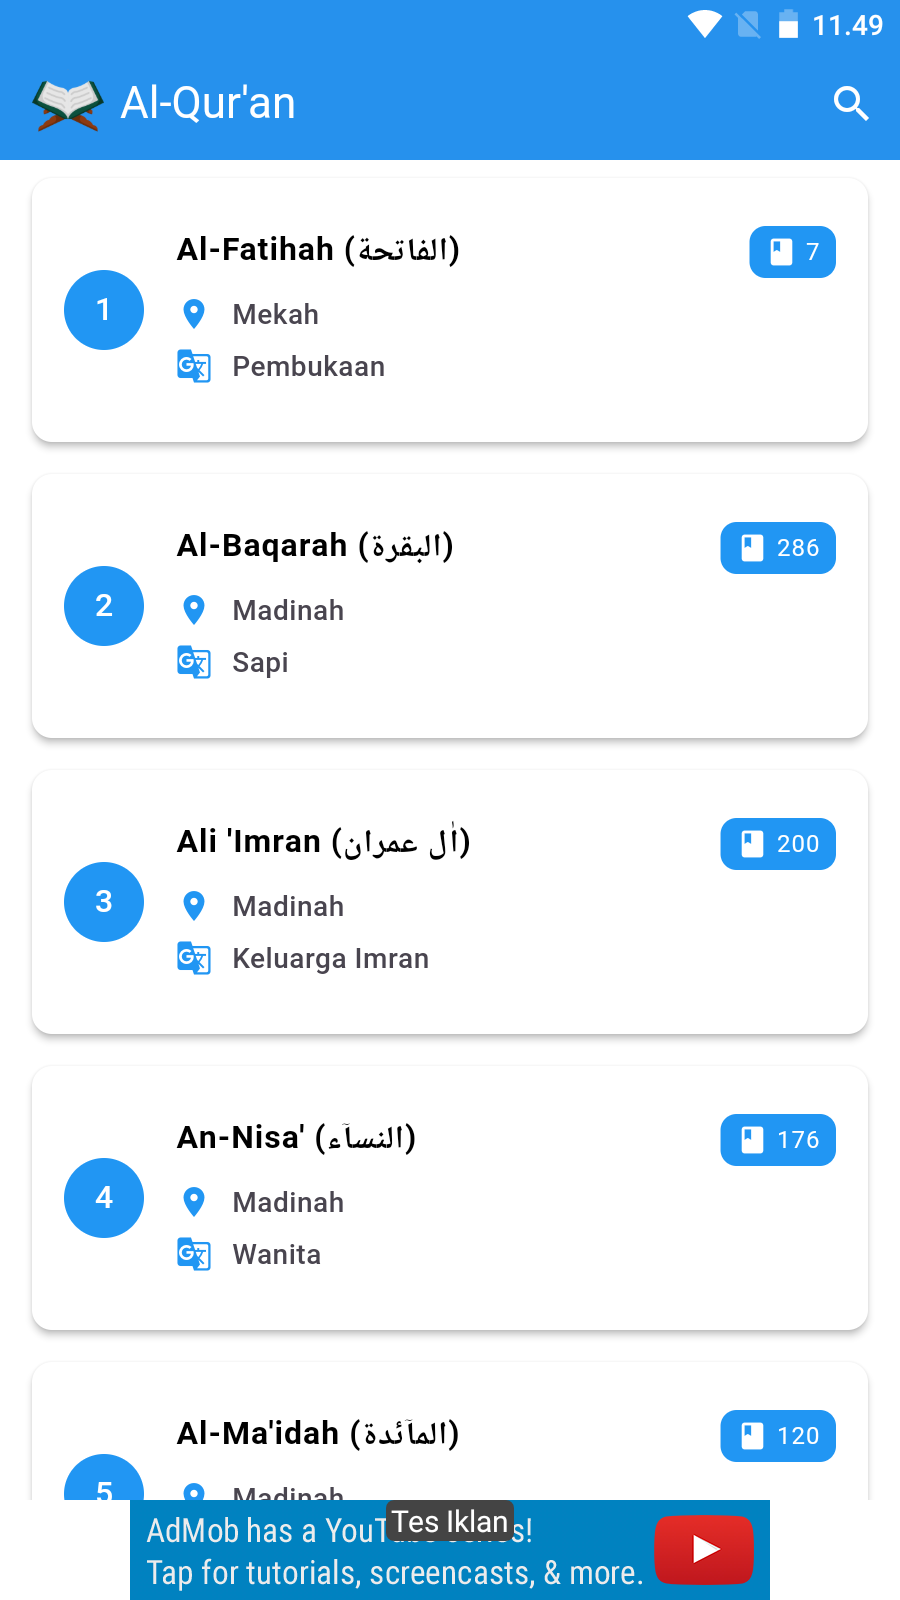 11.49
Al-Qur'an
Al-Fatihah (الفاتحة)
7
1
Mekah
Pembukaan
Al-Baqarah (البقرة)
286
2
Madinah
Sapi
Ali 'Imran (اٰل عمران)
200
3
Madinah
Keluarga Imran
An-Nisa' (النسآء)
176
4
Madinah
Wanita
Al-Ma'idah (المآئدة)
120
5
Madinah
Tes Iklan
AdMob has a YouTube series!
Tap for tutorials, screencasts, & more.